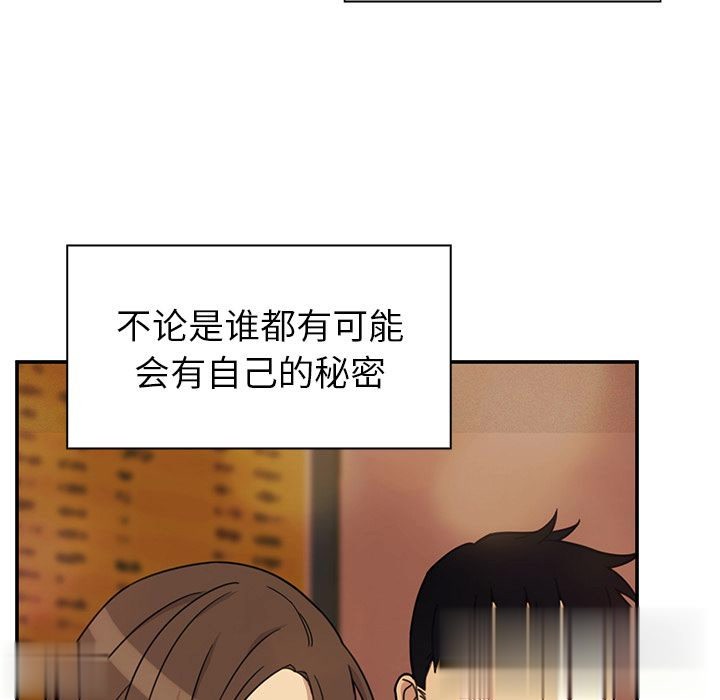 不论是谁都有可能
会有自己的秘密